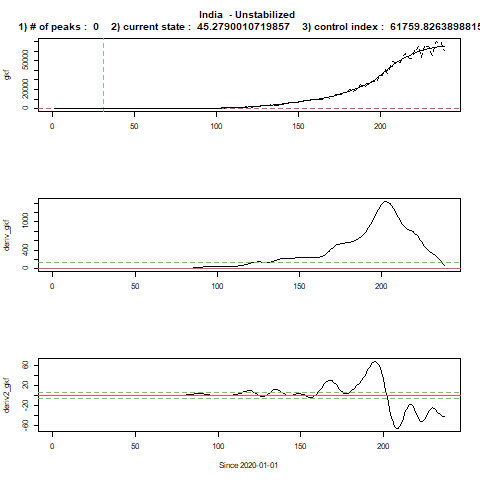 India - Unstabilized
1) # of peaks : 0 2) current state : 45.2790010719857 3) control index : 61759.8263898815
gkf
0 20000 50000
0 50 100 150 200
deriv_gkf
0 400 1000
0 50 100 150 200
deriv2_gkf
-60 -20 20 60
0 50 100 150 200
Since 2020-01-01